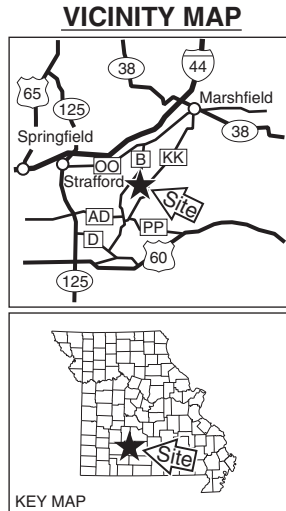 VICINITY MAP
44
38
65
125
Marshfield
Springfield
38
B
KK
OO
Strafford
Site
AD
PP
D
60
125
Site
KEY MAP